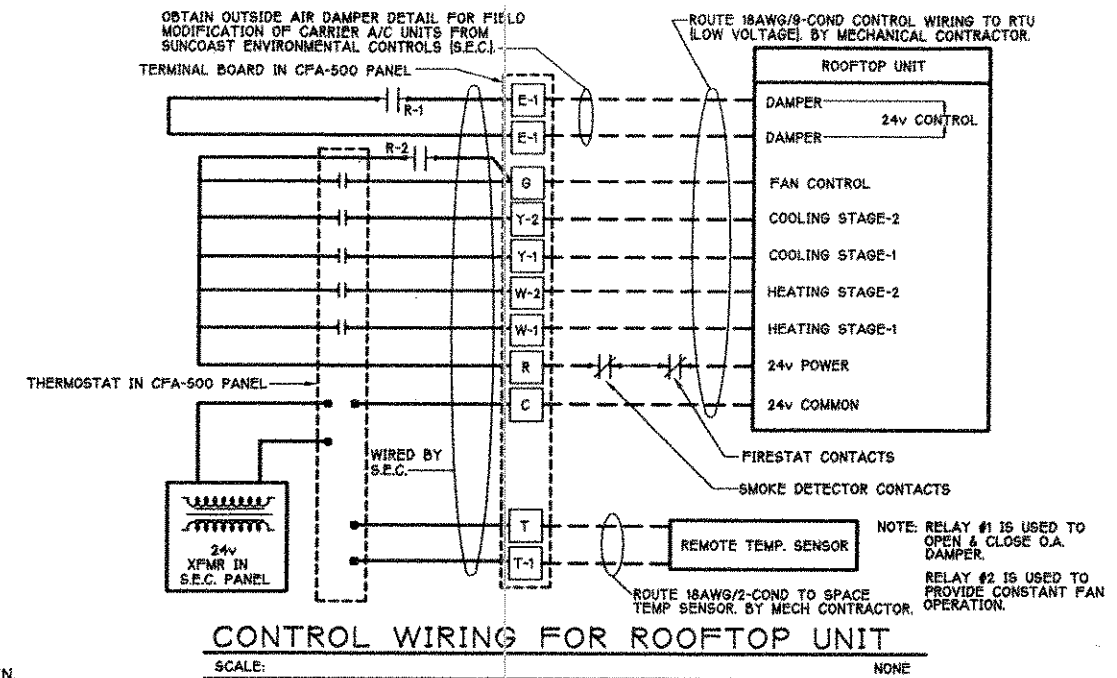 OBTAIN OUTSIDE AIR DAMPER DETAIL FOR FIELD
MODIFICATION OF CARRIER A/C UNITS FROM
SUNCOAST ENVIRONMENTAL CONTROLS (S.E.C.).
TERMINAL BOARD IN CFA-500 PANEL
ROUTE 18AWG/9-COND CONTROL WIRING TO RTU
(LOW VOLTAGE). BY MECHANICAL CONTRACTOR.
ROOFTOP UNIT
R-1
E-1
DAMPER
24v CONTROL
E-1
DAMPER
R-2
G
FAN CONTROL
Y-2
COOLING STAGE-2
Y-1
COOLING STAGE-1
W-2
HEATING STAGE-2
W-1
HEATING STAGE-1
R
24v POWER
THERMOSTAT IN CFA-500 PANEL
C
24v COMMON
WIRED BY
S.E.C.
FIRESTAT CONTACTS
SMOKE DETECTOR CONTACTS
24v
XFMR IN
S.E.C. PANEL
T
T-1
REMOTE TEMP. SENSOR
ROUTE 18AWG/2-COND TO SPACE
TEMP SENSOR. BY MECH CONTRACTOR.
NOTE: RELAY #1 IS USED TO
OPEN & CLOSE O.A.
DAMPER.
RELAY #2 IS USED TO
PROVIDE CONSTANT FAN
OPERATION.
CONTROL WIRING FOR ROOFTOP UNIT
SCALE:
NONE
N.